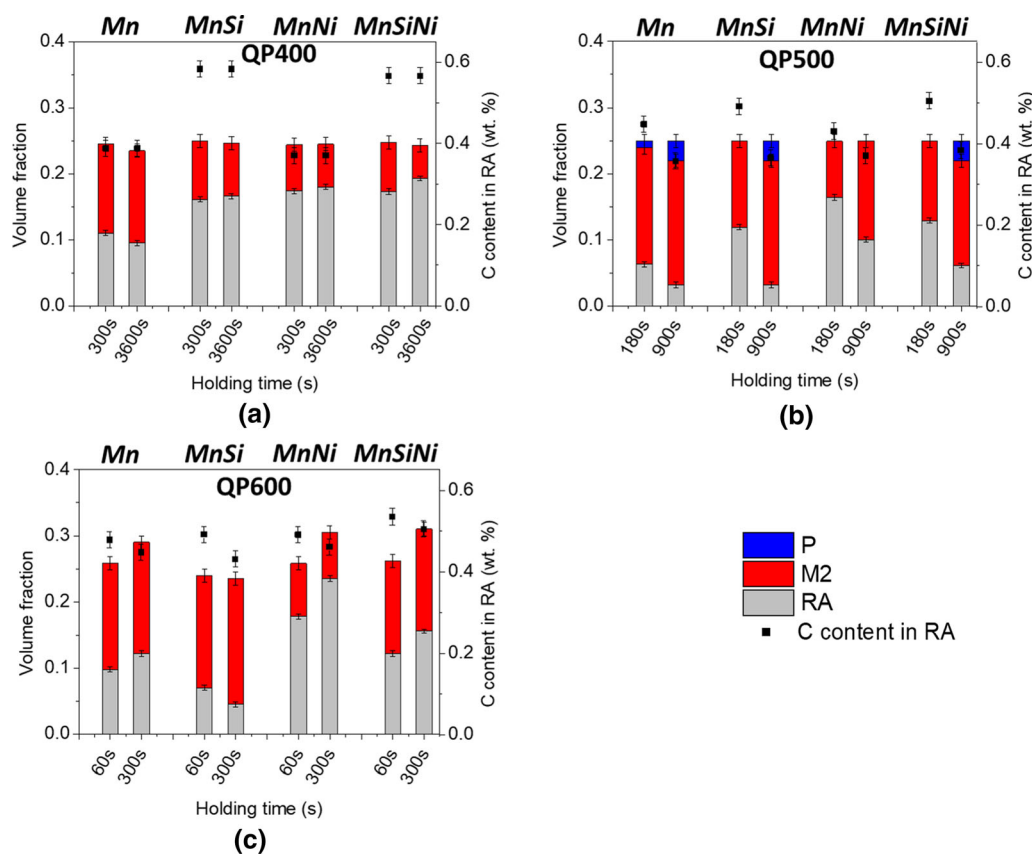 Mn MnSi MnNi MnSiNi
QP400
0.4
0.3
0.2
0.1
0.0
Volume fraction
0.6
0.4
0.2
0.0
C content in RA (wt. %)
300s 3600s 300s 3600s 300s 3600s 300s 3600s
Holding time (s)
(a)
Mn MnSi MnNi MnSiNi
QP500
0.4
0.3
0.2
0.1
0.0
Volume fraction
0.6
0.4
0.2
0.0
C content in RA (wt. %)
180s 900s 180s 900s 180s 900s 180s 900s
Holding time (s)
(b)
Mn MnSi MnNi MnSiNi
QP600
0.4
0.3
0.2
0.1
0.0
Volume fraction
0.6
0.4
0.2
0.0
C content in RA (wt. %)
60s 300s 60s 300s 60s 300s 60s 300s
Holding time (s)
(c)
P
M2
RA
C content in RA